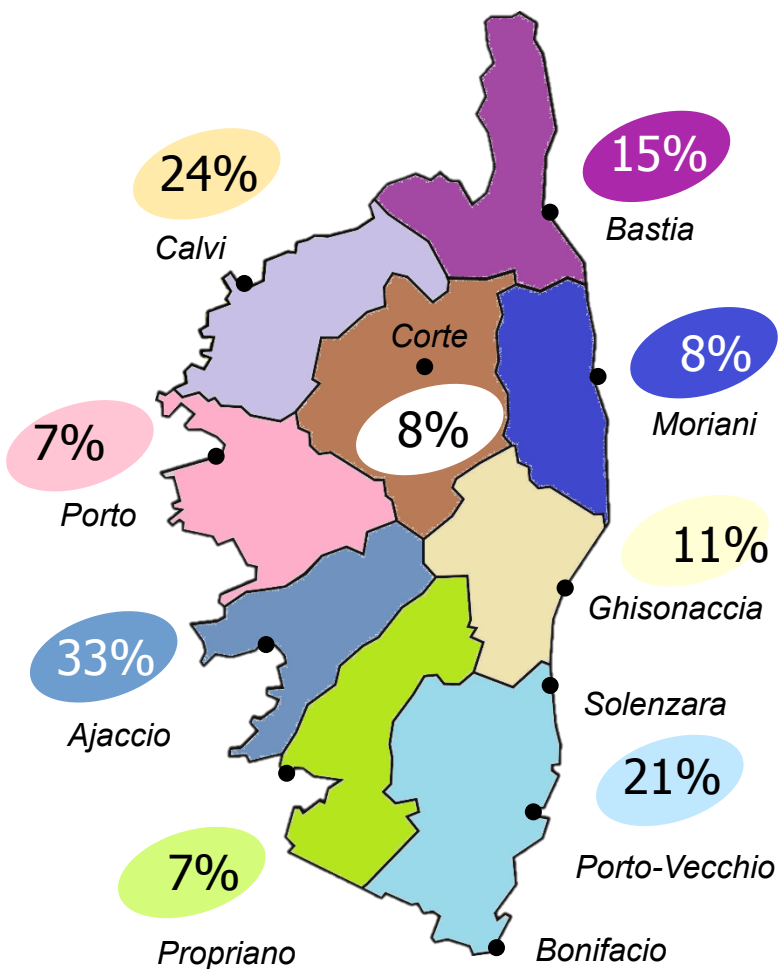 15%
24%
Bastia
Calvi
Corte
8%
8%
7%
Moriani
Porto
11%
Ghisonaccia
33%
Solenzara
Ajaccio
21%
7%
Porto-Vecchio
Propriano
Bonifacio